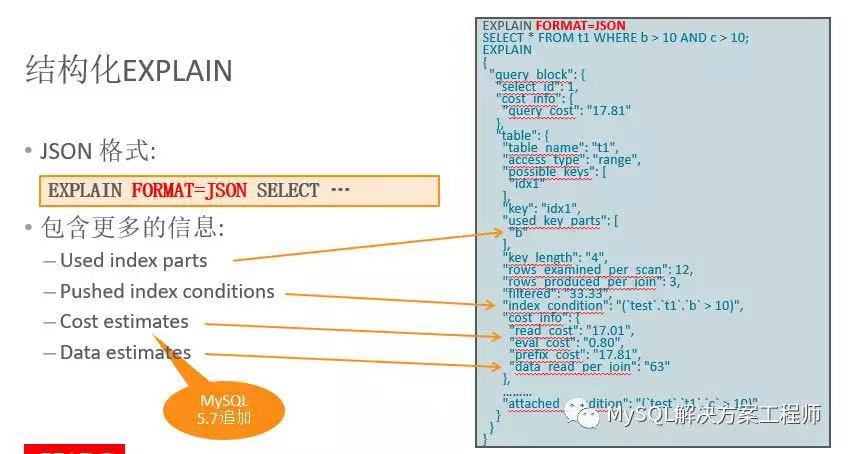 结构化EXPLAIN
• JSON 格式:
EXPLAIN FORMAT=JSON SELECT …
• 包含更多的信息:
– Used index parts
– Pushed index conditions
– Cost estimates
– Data estimates
MySQL
5.7追加
EXPLAIN FORMAT=JSON
SELECT * FROM t1 WHERE b > 10 AND c > 10;
EXPLAIN
{
"query_block": {
"select_id": 1,
"cost_info": {
"query_cost": "17.81"
},
"table": {
"table_name": "t1",
"access_type": "range",
"possible_keys": [
"idx1"
],
"key": "idx1",
"used_key_parts": [
"b"
],
"key_length": "4",
"rows_examined_per_scan": 12,
"rows_produced_per_join": 3,
"filtered": "33.33",
"index_condition": "(`test`.`t1`.`b` > 10)",
"cost_info": {
"read_cost": "17.01",
"eval_cost": "0.80",
"prefix_cost": "17.81",
"data_read_per_join": "63"
},
………
"attached dition": "(`test`.`t1`.`c` > 10)"
}
}
}
MySQL解决方案工程师